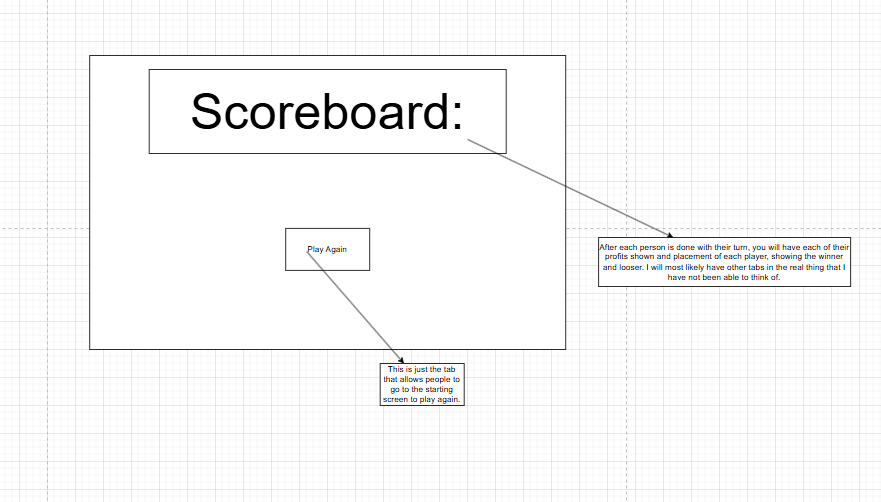 Scoreboard:
Play Again
After each person is done with their turn, you will have each of their
profits shown and placement of each player, showing the winner
and looser. I will most likely have other tabs in the real thing that I
have not been able to think of.
This is just the tab
that allows people to
go to the starting
screen to play again.